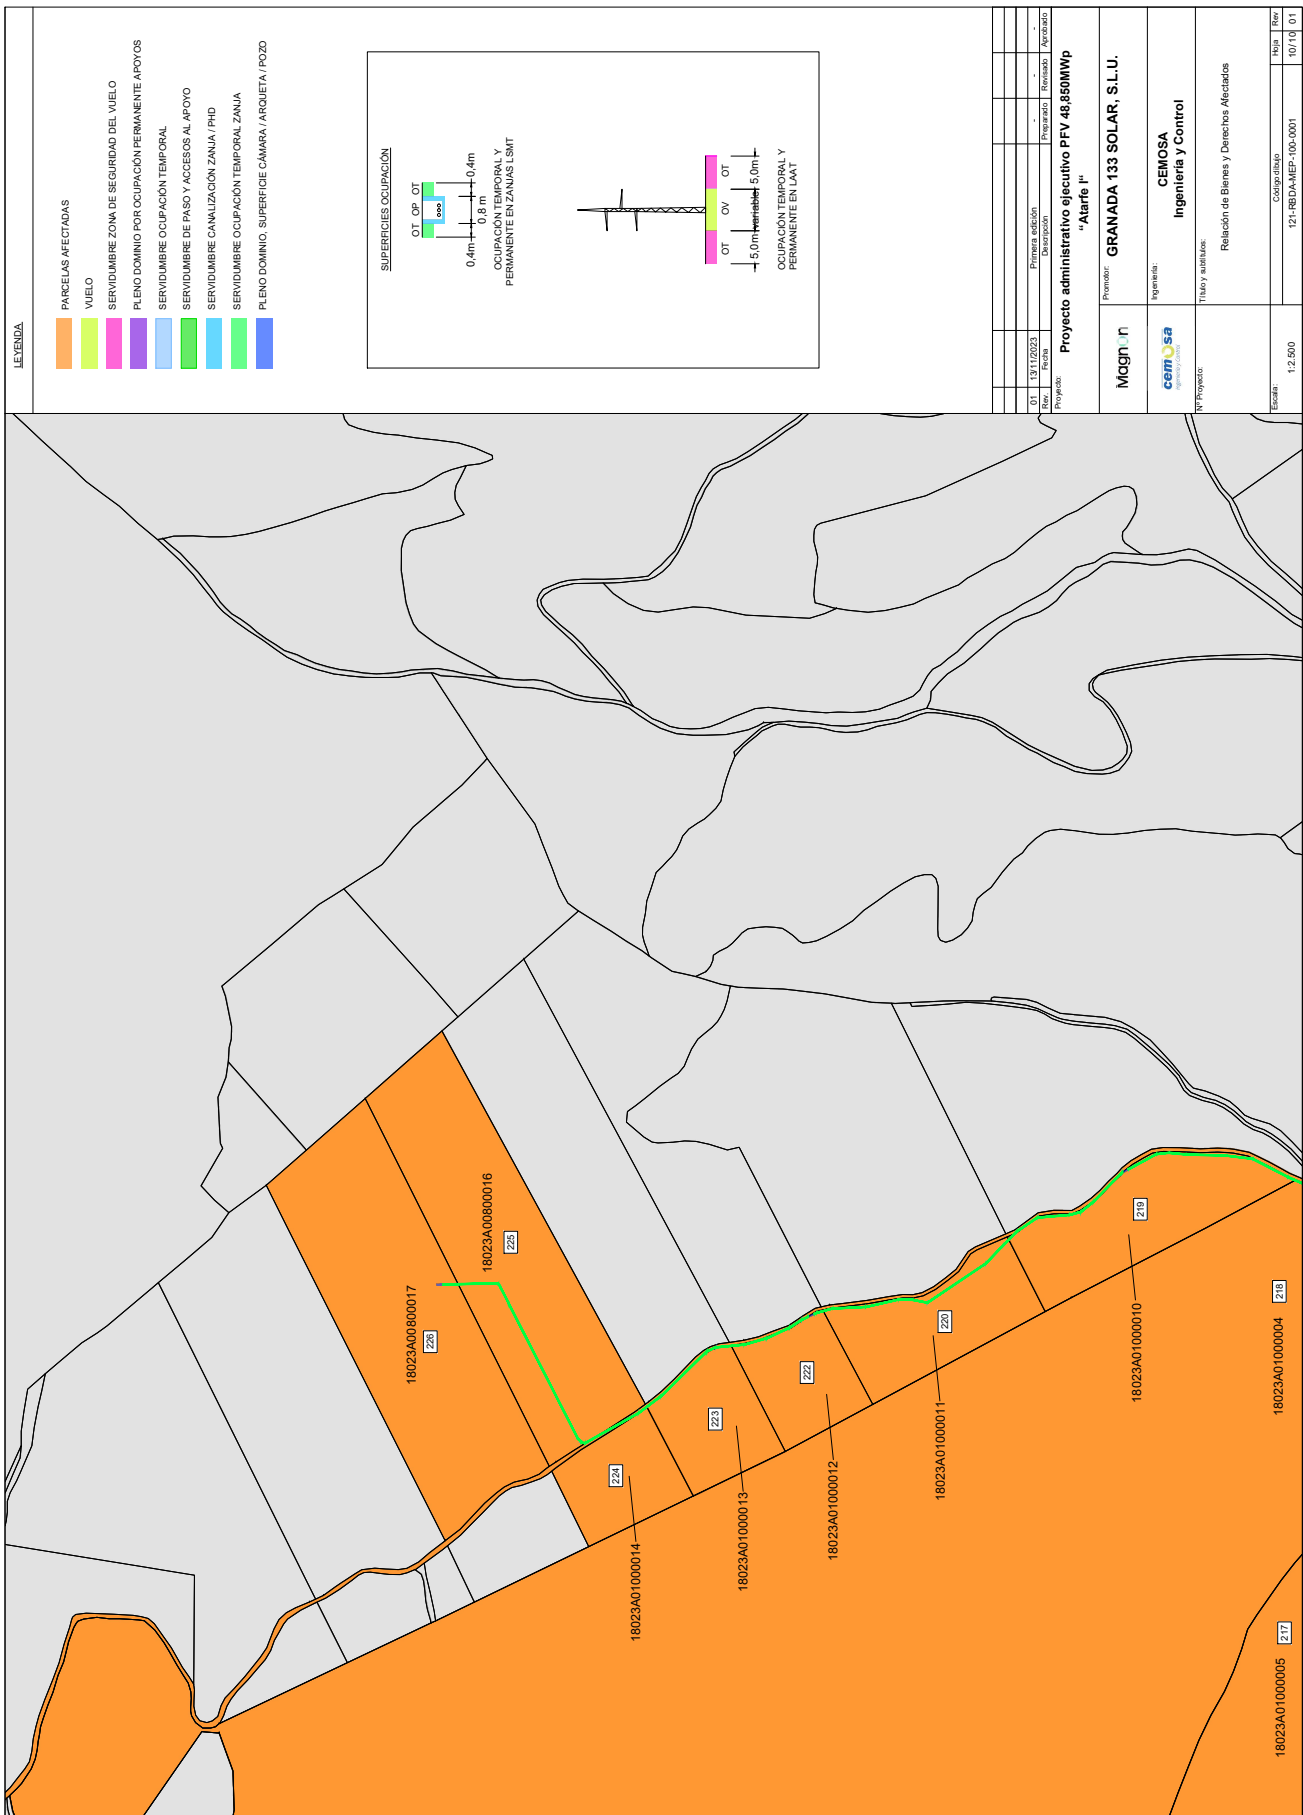 LEYENDA
PARCELAS AFECTADAS
VUELO
SERVIDUMBRE ZONA DE SEGURIDAD DEL VUELO
PLENO DOMINIO POR OCUPACIÓN PERMANENTE APOYOS
SERVIDUMBRE OCUPACIÓN TEMPORAL
SERVIDUMBRE DE PASO Y ACCESOS AL APOYO
SERVIDUMBRE CANALIZACIÓN ZANJA / PHD
SERVIDUMBRE OCUPACIÓN TEMPORAL ZANJA
PLENO DOMINIO, SUPERFICIE CÁMARA / ARQUETA / POZO
SUPERFICIES OCUPACIÓN
OT OP OT
0,4m 0,4m
0,8 m
OCUPACIÓN TEMPORAL Y
PERMANENTE EN ZANJAS LSMT
OT OV OT
5,0m variable 5,0m
OCUPACIÓN TEMPORAL Y
PERMANENTE EN LAAT
01 13/11/2023 Primera edición - - -
Rev. Fecha Descripción Preparado Revisado Aprobado
Proyecto:
Proyecto administrativo ejecutivo PFV 48,850MWp
"Atarfe I"
Magnon
Promotor:
GRANADA 133 SOLAR, S.L.U.
cemosa
Ingeniería y Control
Ingeniería:
CEMOSA
Ingeniería y Control
Nº Proyecto:
Título y subtítulos:
Relación de Bienes y Derechos Afectados
Escala:
1:2.500
Código dibujo
121-RBDA-MEP-100-0001
Hoja
10/10
Rev
01
18023A00800017
226
18023A00800016
225
224
18023A01000014
223
18023A01000013
222
18023A01000012
220
18023A01000011
219
18023A01000010
218
18023A01000004
217
18023A01000005